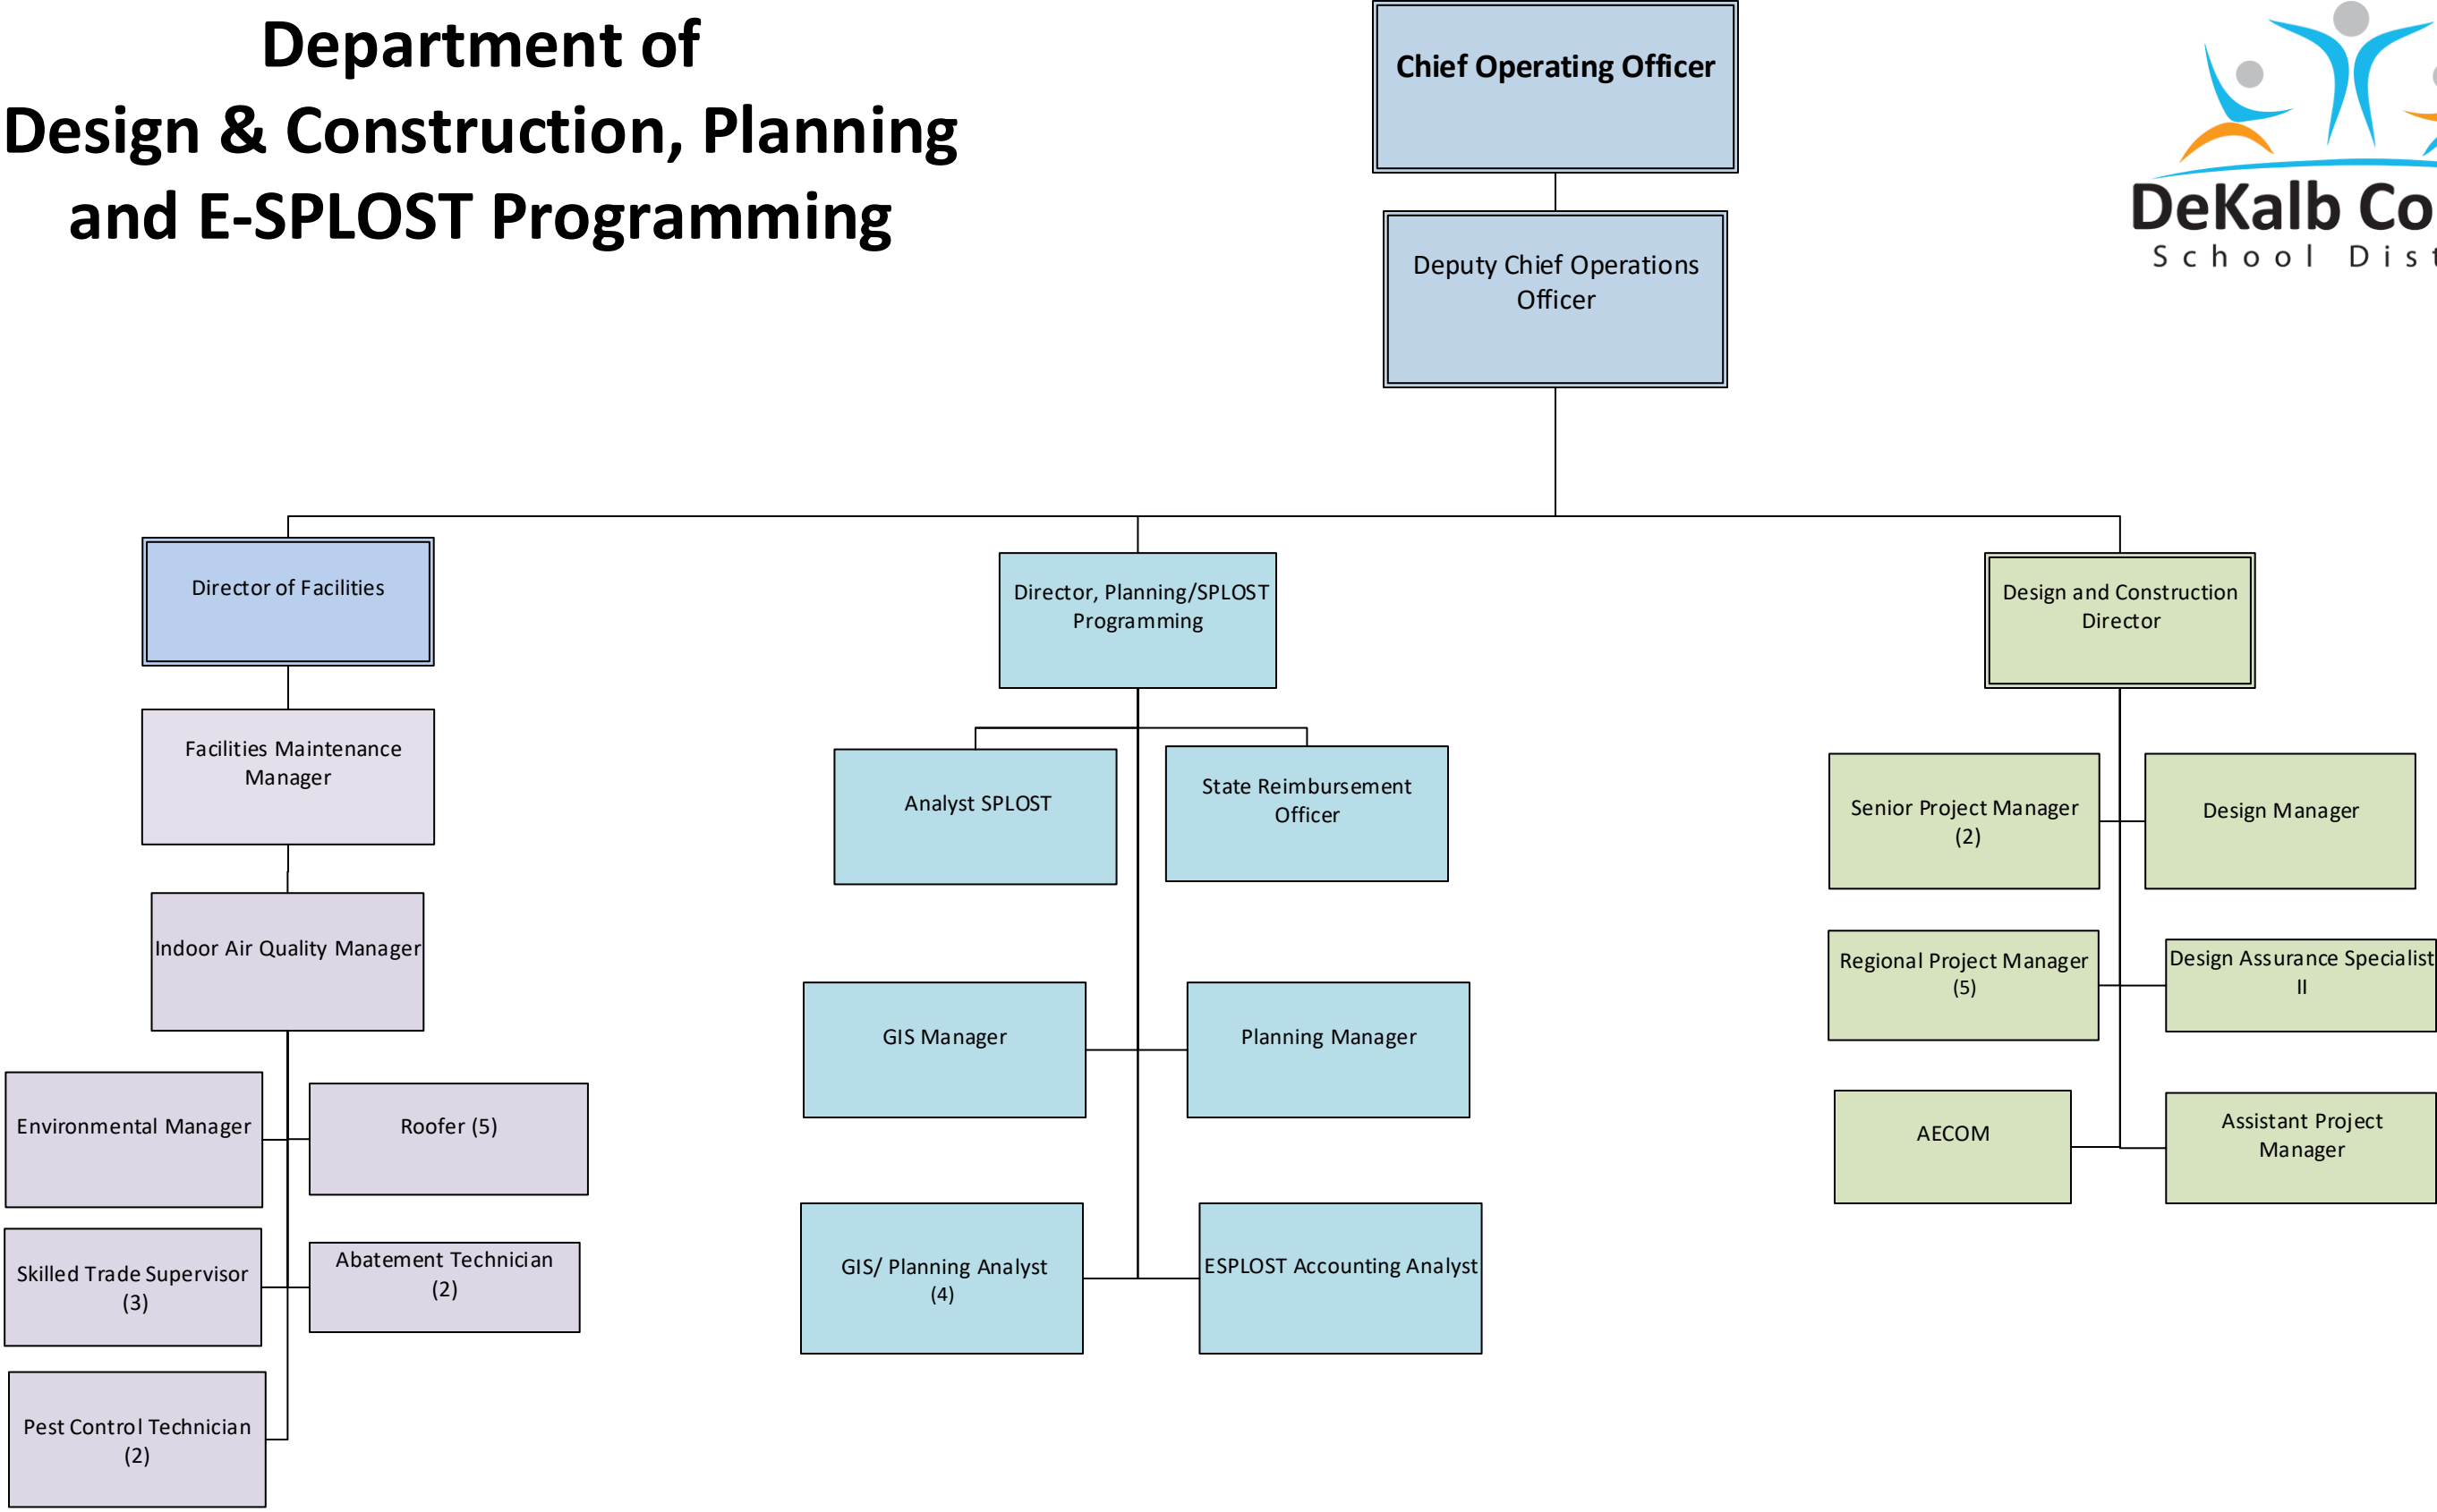 Department of
Design & Construction, Planning
and E-SPLOST Programming
Chief Operating Officer
DeKalb Co
School Dist
Deputy Chief Operations
Officer
Director of Facilities
Director, Planning/SPLOST
Programming
Design and Construction
Director
Facilities Maintenance
Manager
Indoor Air Quality Manager
Environmental Manager
Roofer (5)
Skilled Trade Supervisor
(3)
Abatement Technician
(2)
Pest Control Technician
(2)
Analyst SPLOST
State Reimbursement
Officer
GIS Manager
Planning Manager
GIS/ Planning Analyst
(4)
ESPLOST Accounting Analyst
Senior Project Manager
(2)
Design Manager
Regional Project Manager
(5)
Design Assurance Specialist
II
AECOM
Assistant Project
Manager